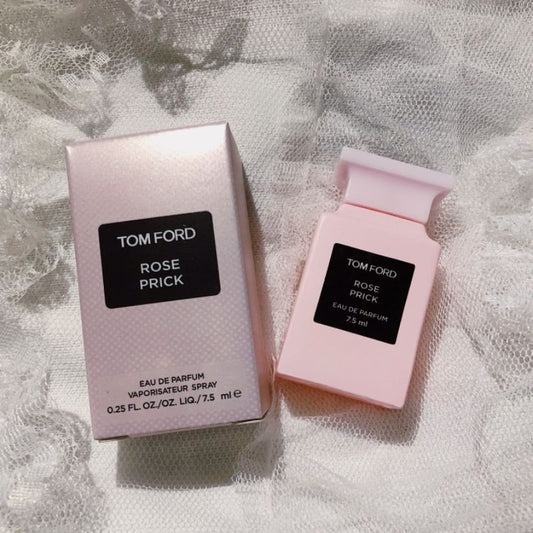 TOM FORD
ROSE
PRICK
EAU DE PARFUM
VAPORISATEUR SPRAY
0.25 FL. OZ./OZ. LIQ./7.5 ml ℮
TOM FORD
ROSE
PRICK
EAU DE PARFUM
7.5 ml